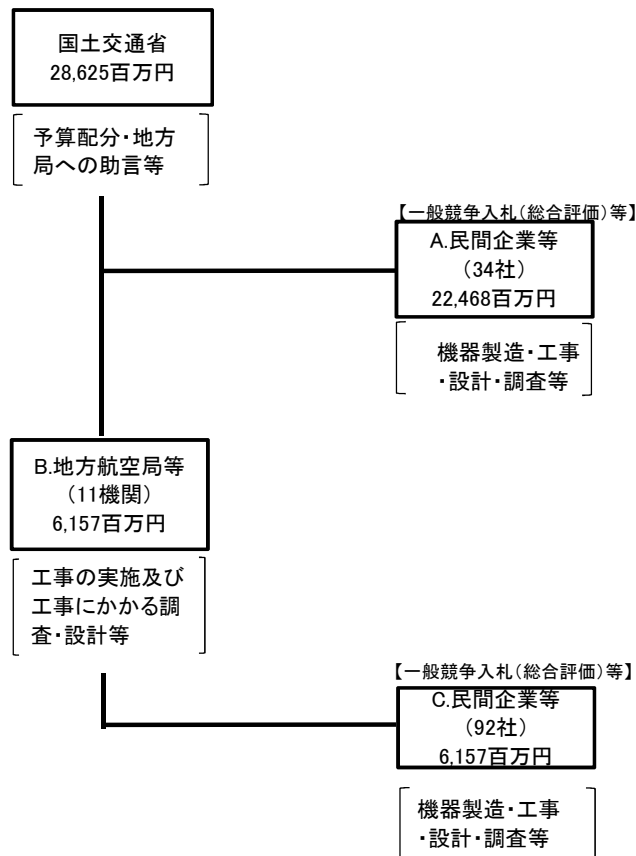 国土交通省
28,625百万円
予算配分・地方
局への助言等
【一般競争入札（総合評価）等】
A.民間企業等
（34社）
22,468百万円
機器製造・工事
・設計・調査等
B.地方航空局等
（11機関）
6,157百万円
工事の実施及び
工事にかかる調
査・設計等
【一般競争入札（総合評価）等】
C.民間企業等
（92社）
6,157百万円
機器製造・工事
・設計・調査等